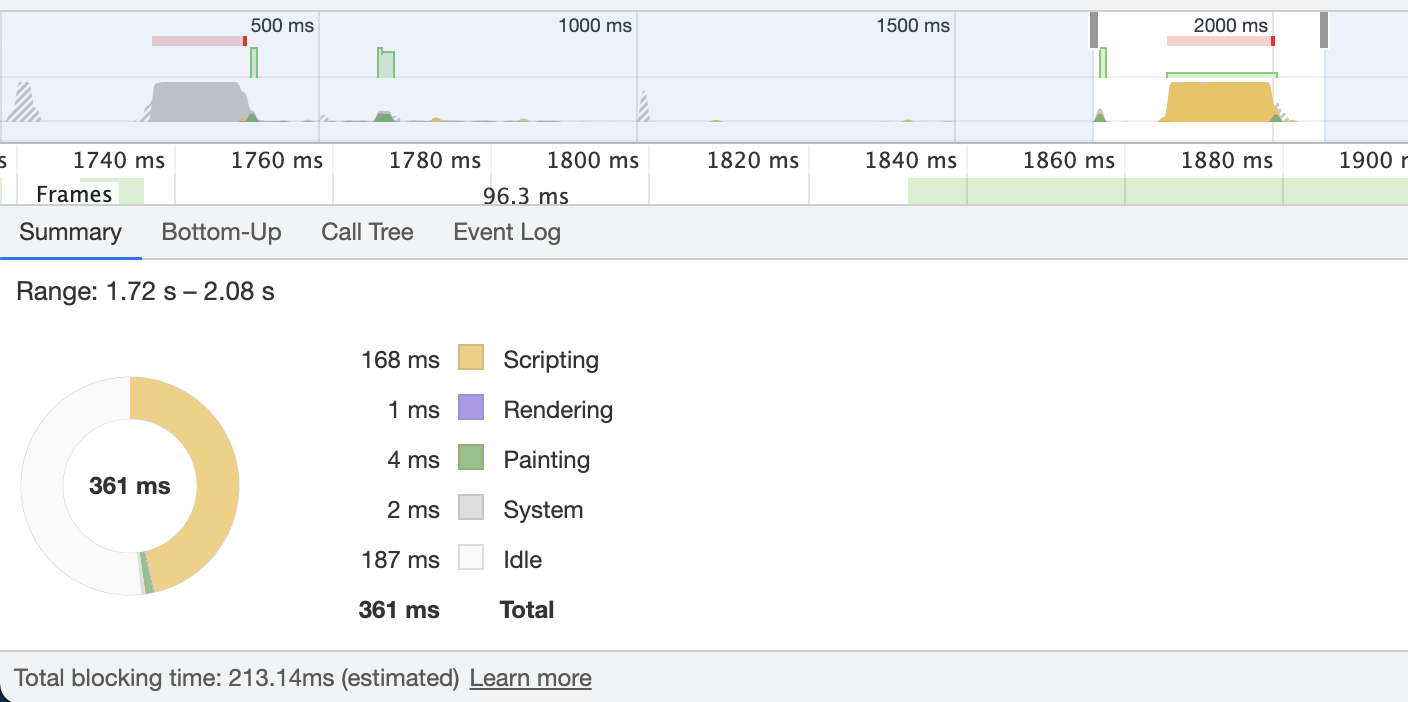 500 ms 1000 ms 1500 ms 2000 ms
s 1740 ms 1760 ms 1780 ms 1800 ms 1820 ms 1840 ms 1860 ms 1880 ms 1900 m
Frames 96.3 ms
Summary Bottom-Up Call Tree Event Log
Range: 1.72 s – 2.08 s
168 ms Scripting
1 ms Rendering
4 ms Painting
2 ms System
187 ms Idle
361 ms Total
361 ms
Total blocking time: 213.14ms (estimated) Learn more